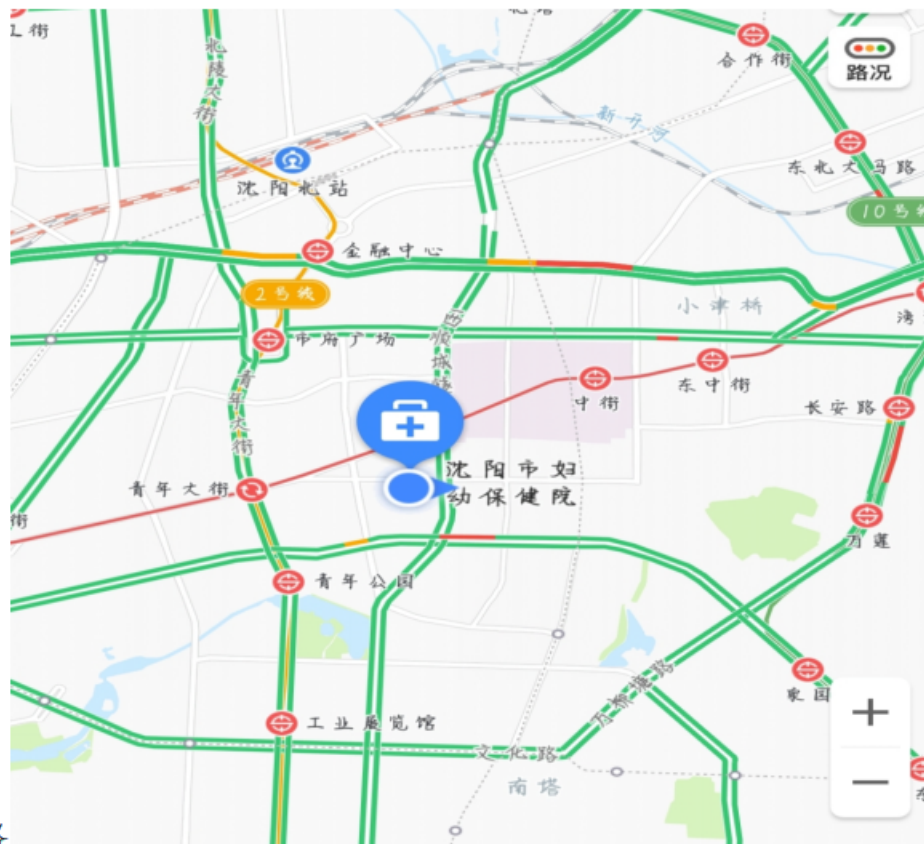 工街
北塔
北陵大街
合作街
路况
新开河
东北大马路
沈阳北站
10号线
金融中心
2号线
小津桥
西顺城街
市府广场
中街
东中街
青年大街
长安路
沈阳市妇
幼保健院
青年大街
街
万莲
青年公园
万柳塘路
工业展览馆
文化路
南塔